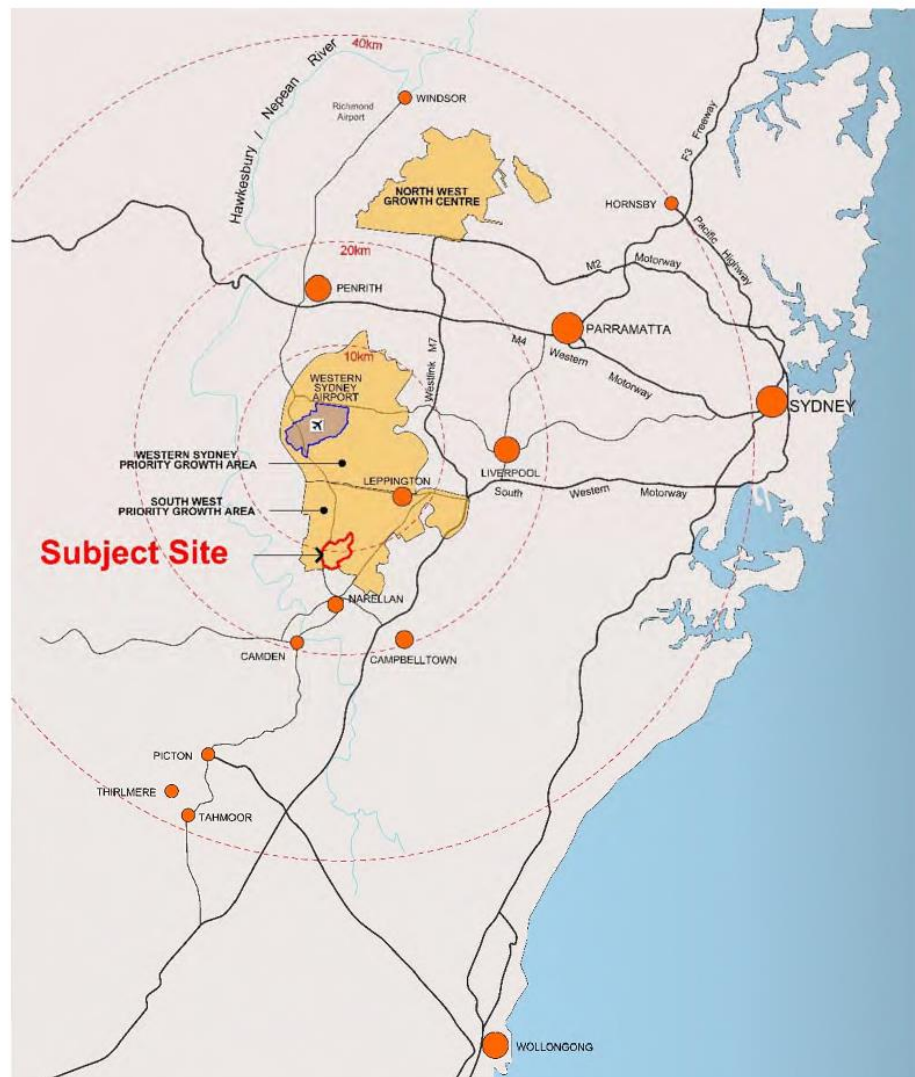 40km
Hawkesbury / Nepean River
WINDSOR
Richmond
Airport
F3 Freeway
NORTH WEST
GROWTH CENTRE
HORNSBY
Pacific Highway
20km
M2 Motorway
PENRITH
PARRAMATTA
Westlink M7
M4 Western Motorway
10km
WESTERN
SYDNEY
AIRPORT
SYDNEY
WESTERN SYDNEY
PRIORITY GROWTH AREA
LIVERPOOL
LEPPINGTON
South Western Motorway
SOUTH WEST
PRIORITY GROWTH AREA
Subject Site
NARELLAN
CAMDEN
CAMPBELLTOWN
PICTON
THIRLMERE
TAHMOOR
WOLLONGONG